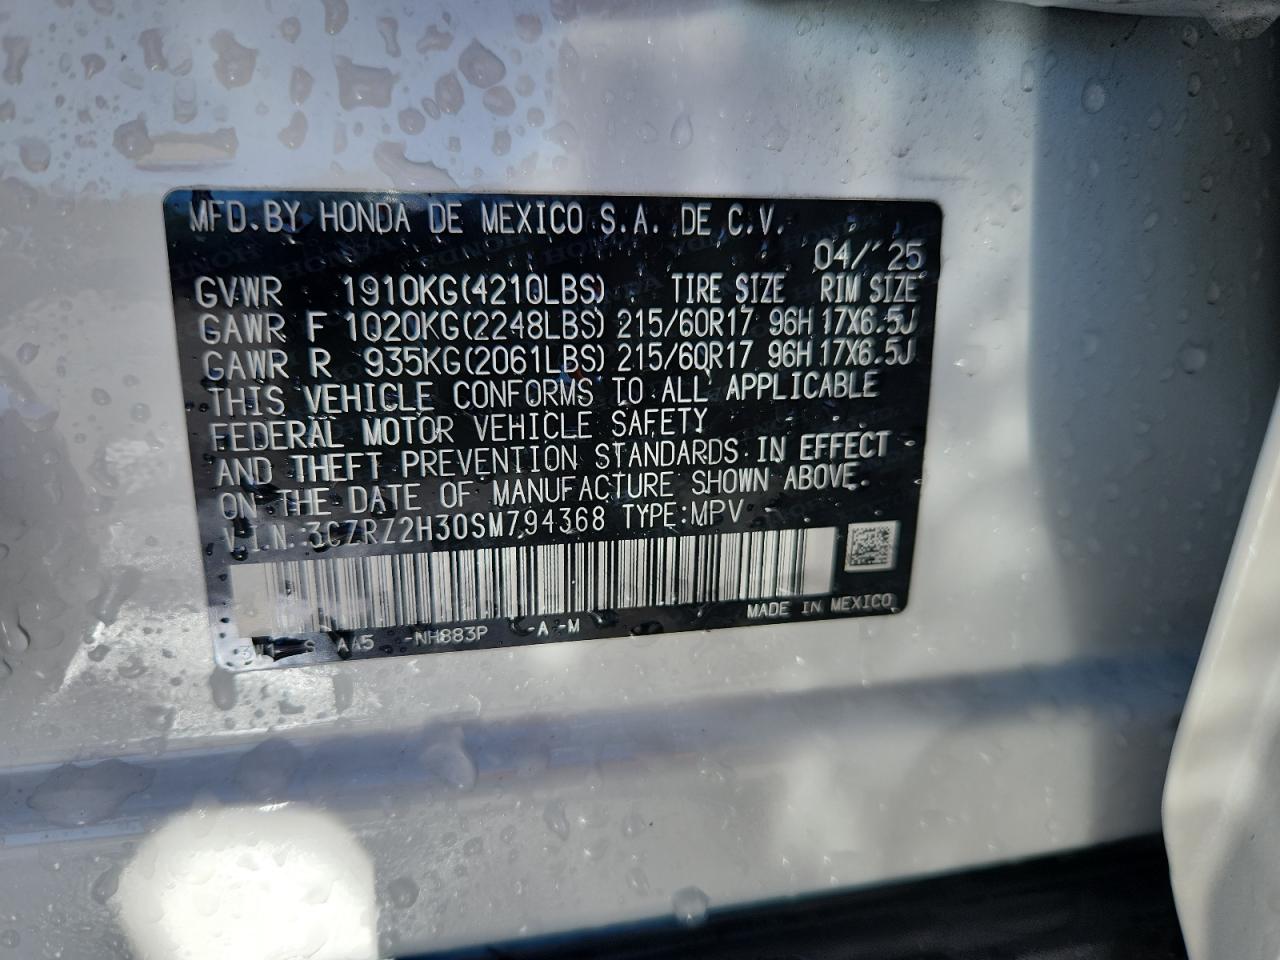 MFD. BY HONDA DE MEXICO S.A. DE C.V.
04/ 25
GVWR 1910KG(4210LBS) TIRE SIZE RIM SIZE
GAWR F 1020KG(2248LBS) 215/60R17 96H 17X6.5J
GAWR R 935KG(2061LBS) 215/60R17 96H 17X6.5J
THIS VEHICLE CONFORMS TO ALL APPLICABLE
FEDERAL MOTOR VEHICLE SAFETY
AND THEFT PREVENTION STANDARDS IN EFFECT
ON THE DATE OF MANUFACTURE SHOWN ABOVE.
V.I.N.: 3CZRZ2H30SM794368 TYPE: MPV
MADE IN MEXICO
AA5 -NH883P -A -M